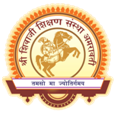 श्री शिवाजी शिक्षण संस्था अमरावती
तमसो मा ज्योतिर्गमय